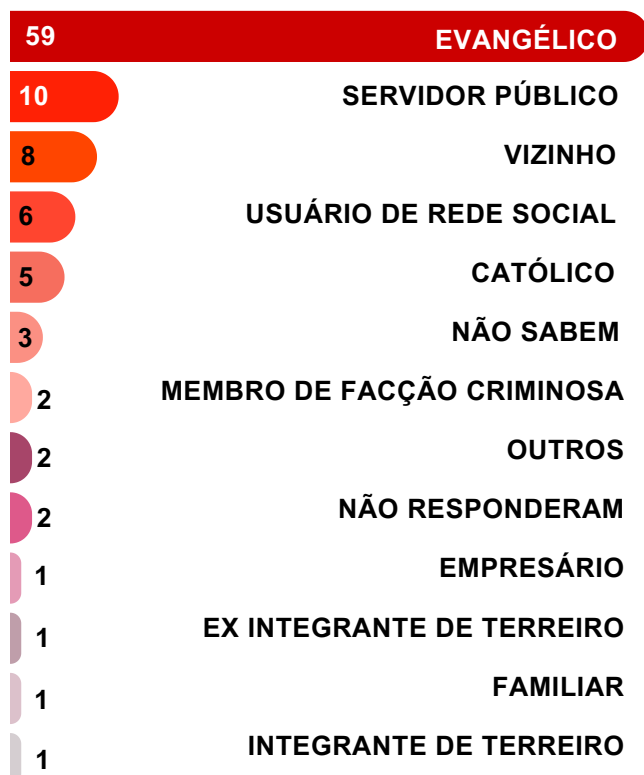 59 EVANGÉLICO
10 SERVIDOR PÚBLICO
8 VIZINHO
6 USUÁRIO DE REDE SOCIAL
5 CATÓLICO
3 NÃO SABEM
2 MEMBRO DE FACÇÃO CRIMINOSA
2 OUTROS
2 NÃO RESPONDERAM
1 EMPRESÁRIO
1 EX INTEGRANTE DE TERREIRO
1 FAMILIAR
1 INTEGRANTE DE TERREIRO